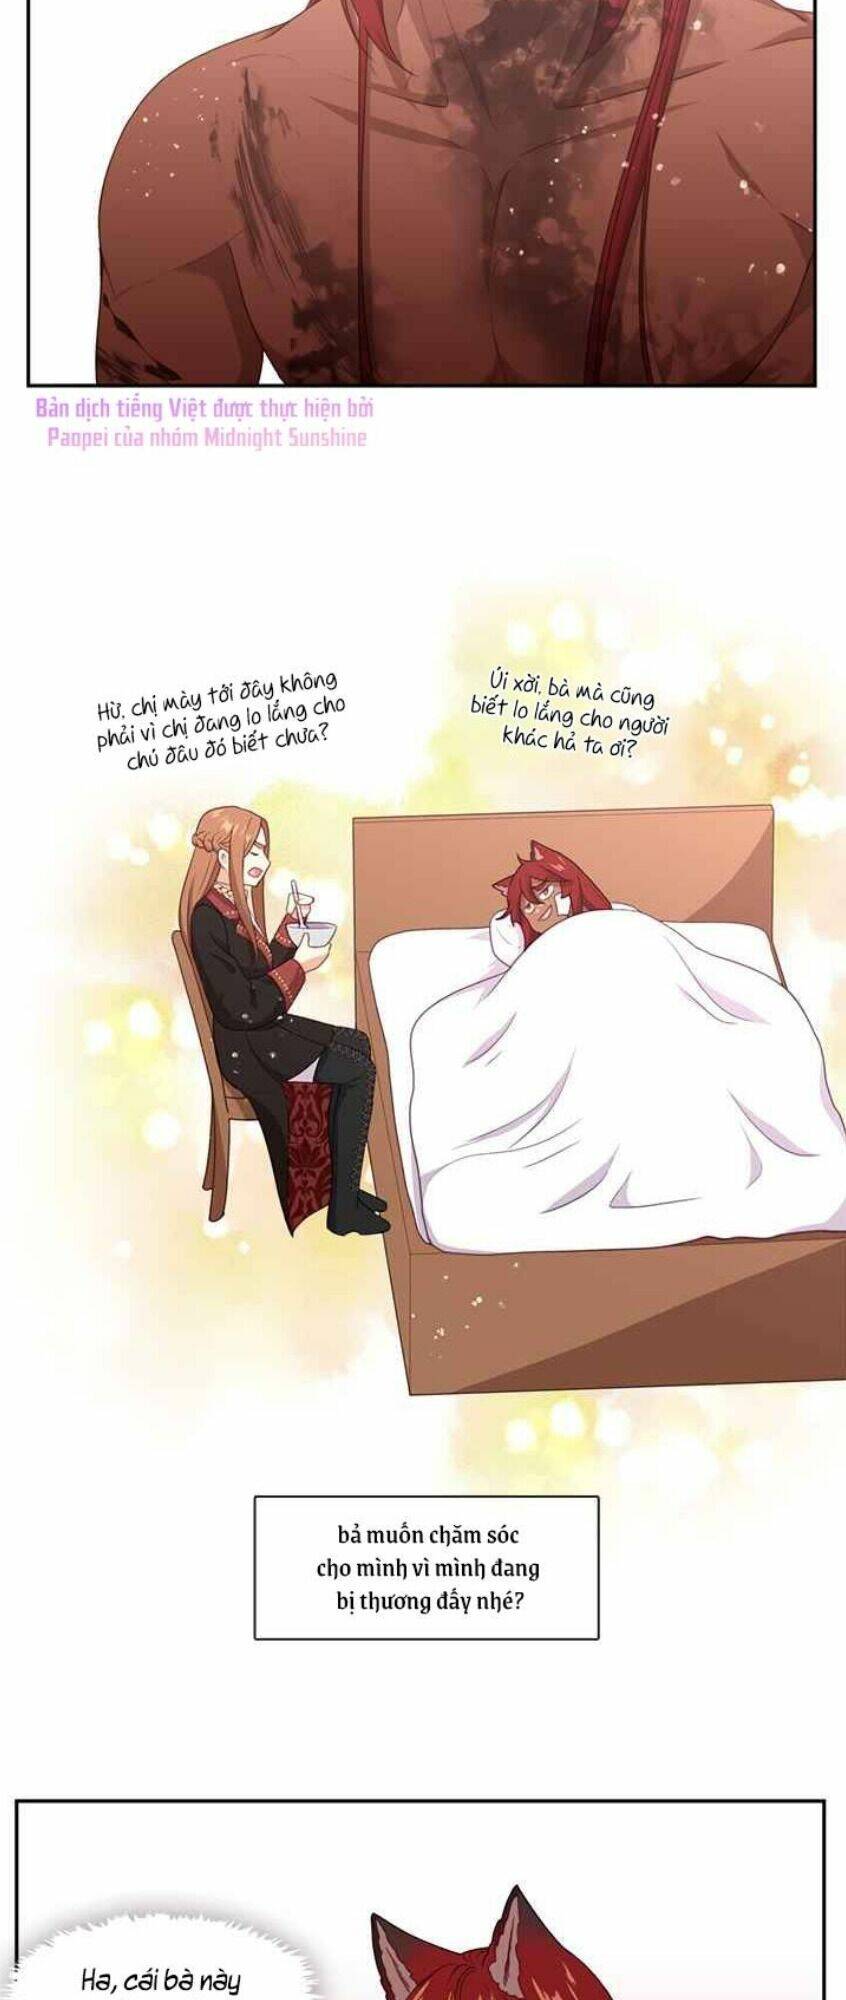 Bản dịch tiếng Việt được thực hiện bởi
Paopei của nhóm Midnight Sunshine
Hừ, chị mày tới đây không
phải vì chị đang lo lắng cho
chú đâu đó biết chưa?
Úi xời, bà mà cũng
biết lo lắng cho người
khác hả ta ơi?
bả muốn chăm sóc
cho mình vì mình đang
bị thương đấy nhé?
Ha, cái bà này